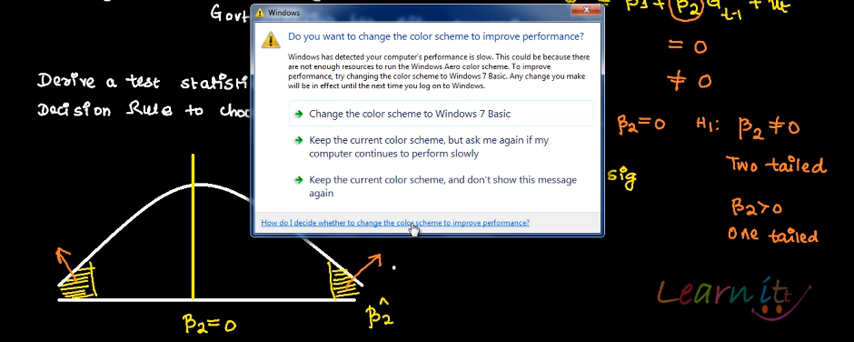 Govt
β1 + β2 G t-1 + ut
= 0
≠ 0
Derive a test statisti
Decision Rule to cho
β2=0 H1: β2 ≠0
Two tailed
sig
β2>0
one tailed
β2=0
β2^
Learnitt
Windows
Do you want to change the color scheme to improve performance?
Windows has detected your computer's performance is slow. This could be because
there are not enough resources to run the Windows Aero color scheme. To improve
performance, try changing the color scheme to Windows 7 Basic. Any change you make
will be in effect until the next time you log on to Windows.
Change the color scheme to Windows 7 Basic
Keep the current color scheme, but ask me again if my
computer continues to perform slowly
Keep the current color scheme, and don't show this message
again
How do I decide whether to change the color scheme to improve performance?